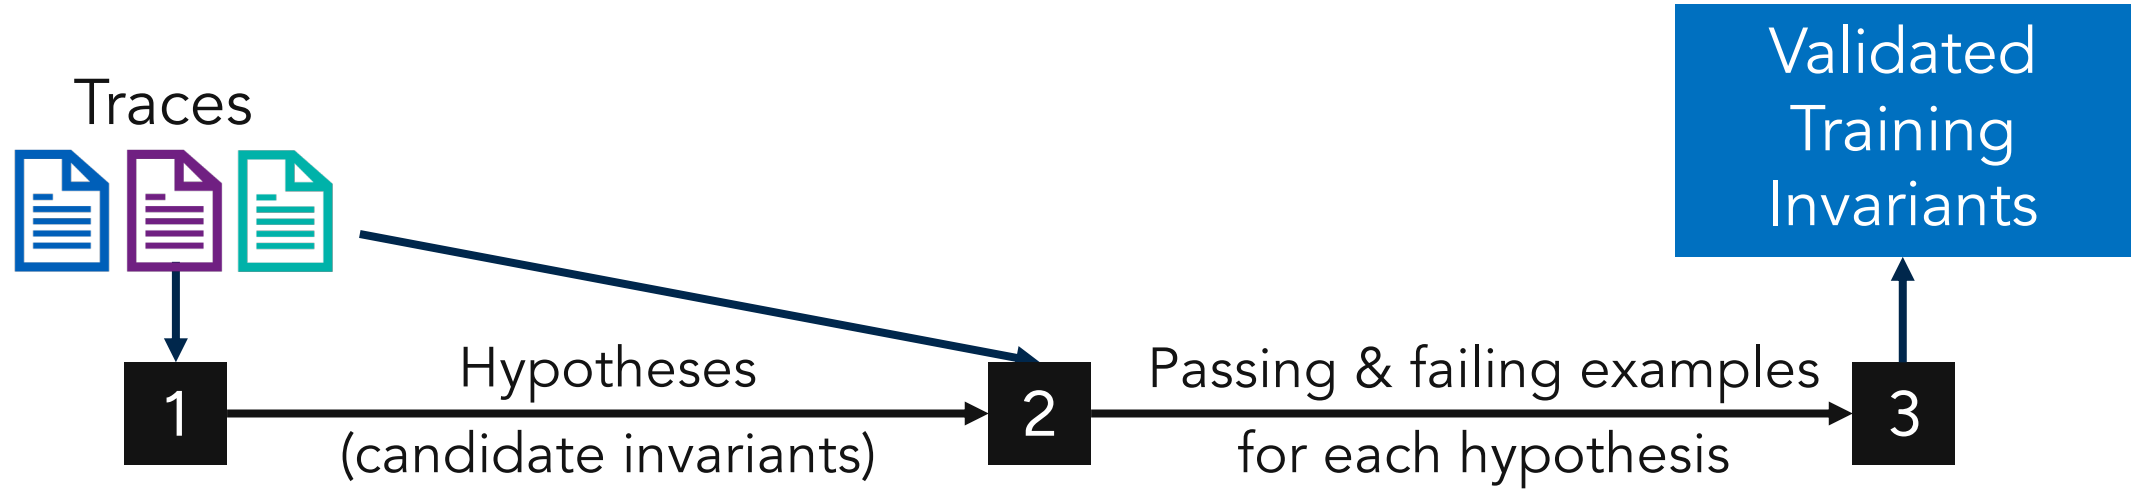 Traces
Validated
Training
Invariants
1
Hypotheses
(candidate invariants)
2
Passing & failing examples
for each hypothesis
3